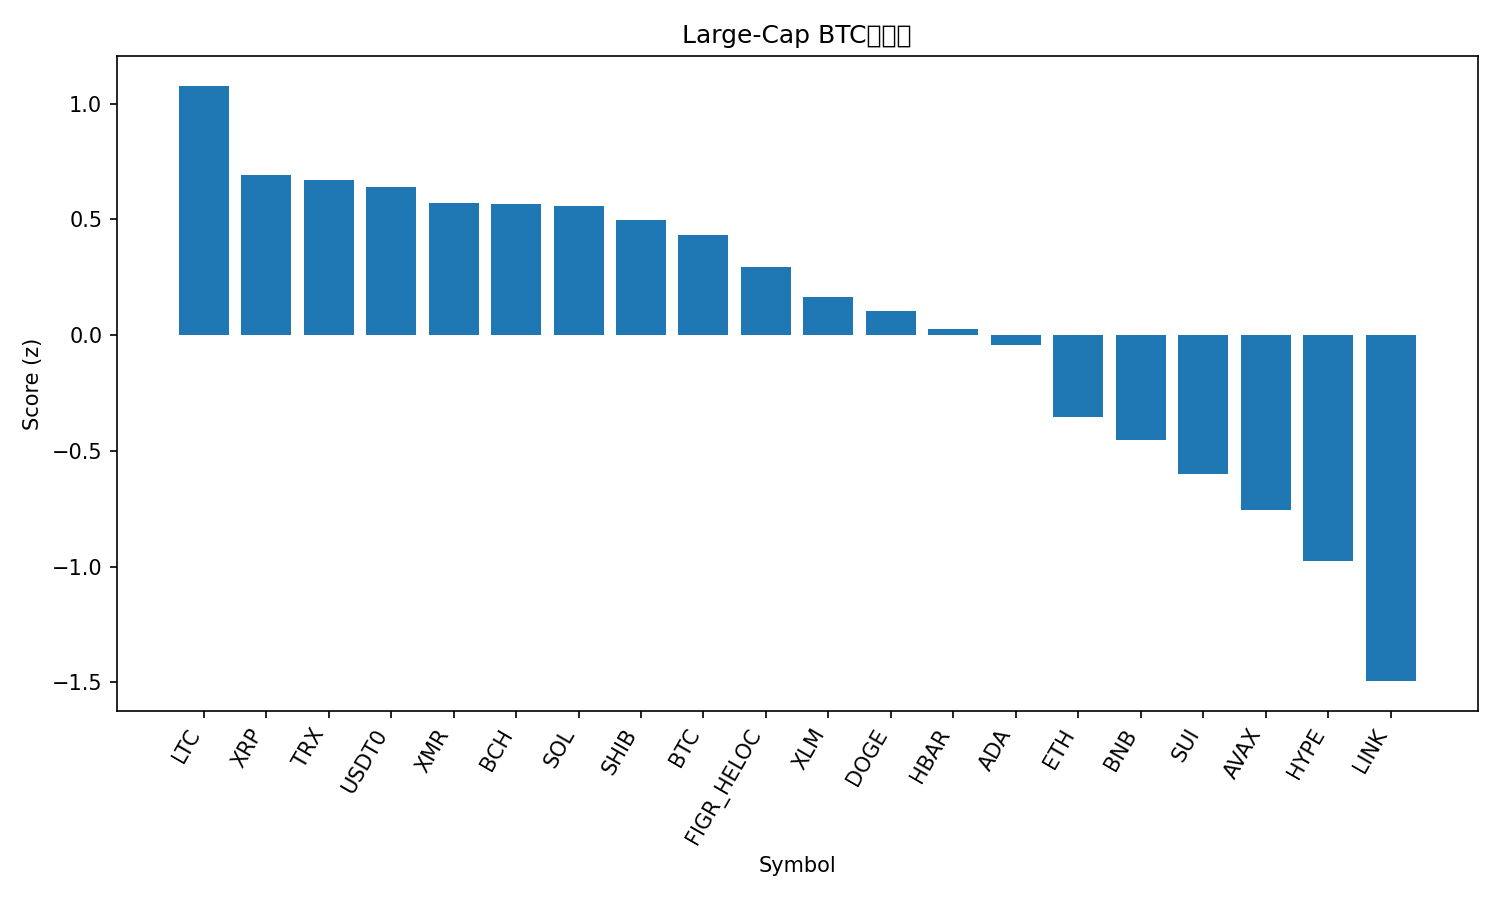 Large-Cap BTC
Score (z)
1.0
0.5
0.0
−0.5
−1.0
−1.5
LTC
XRP
TRX
USDT0
XMR
BCH
SOL
SHIB
BTC
FIGR_HELOC
XLM
DOGE
HBAR
ADA
ETH
BNB
SUI
AVAX
HYPE
LINK
Symbol